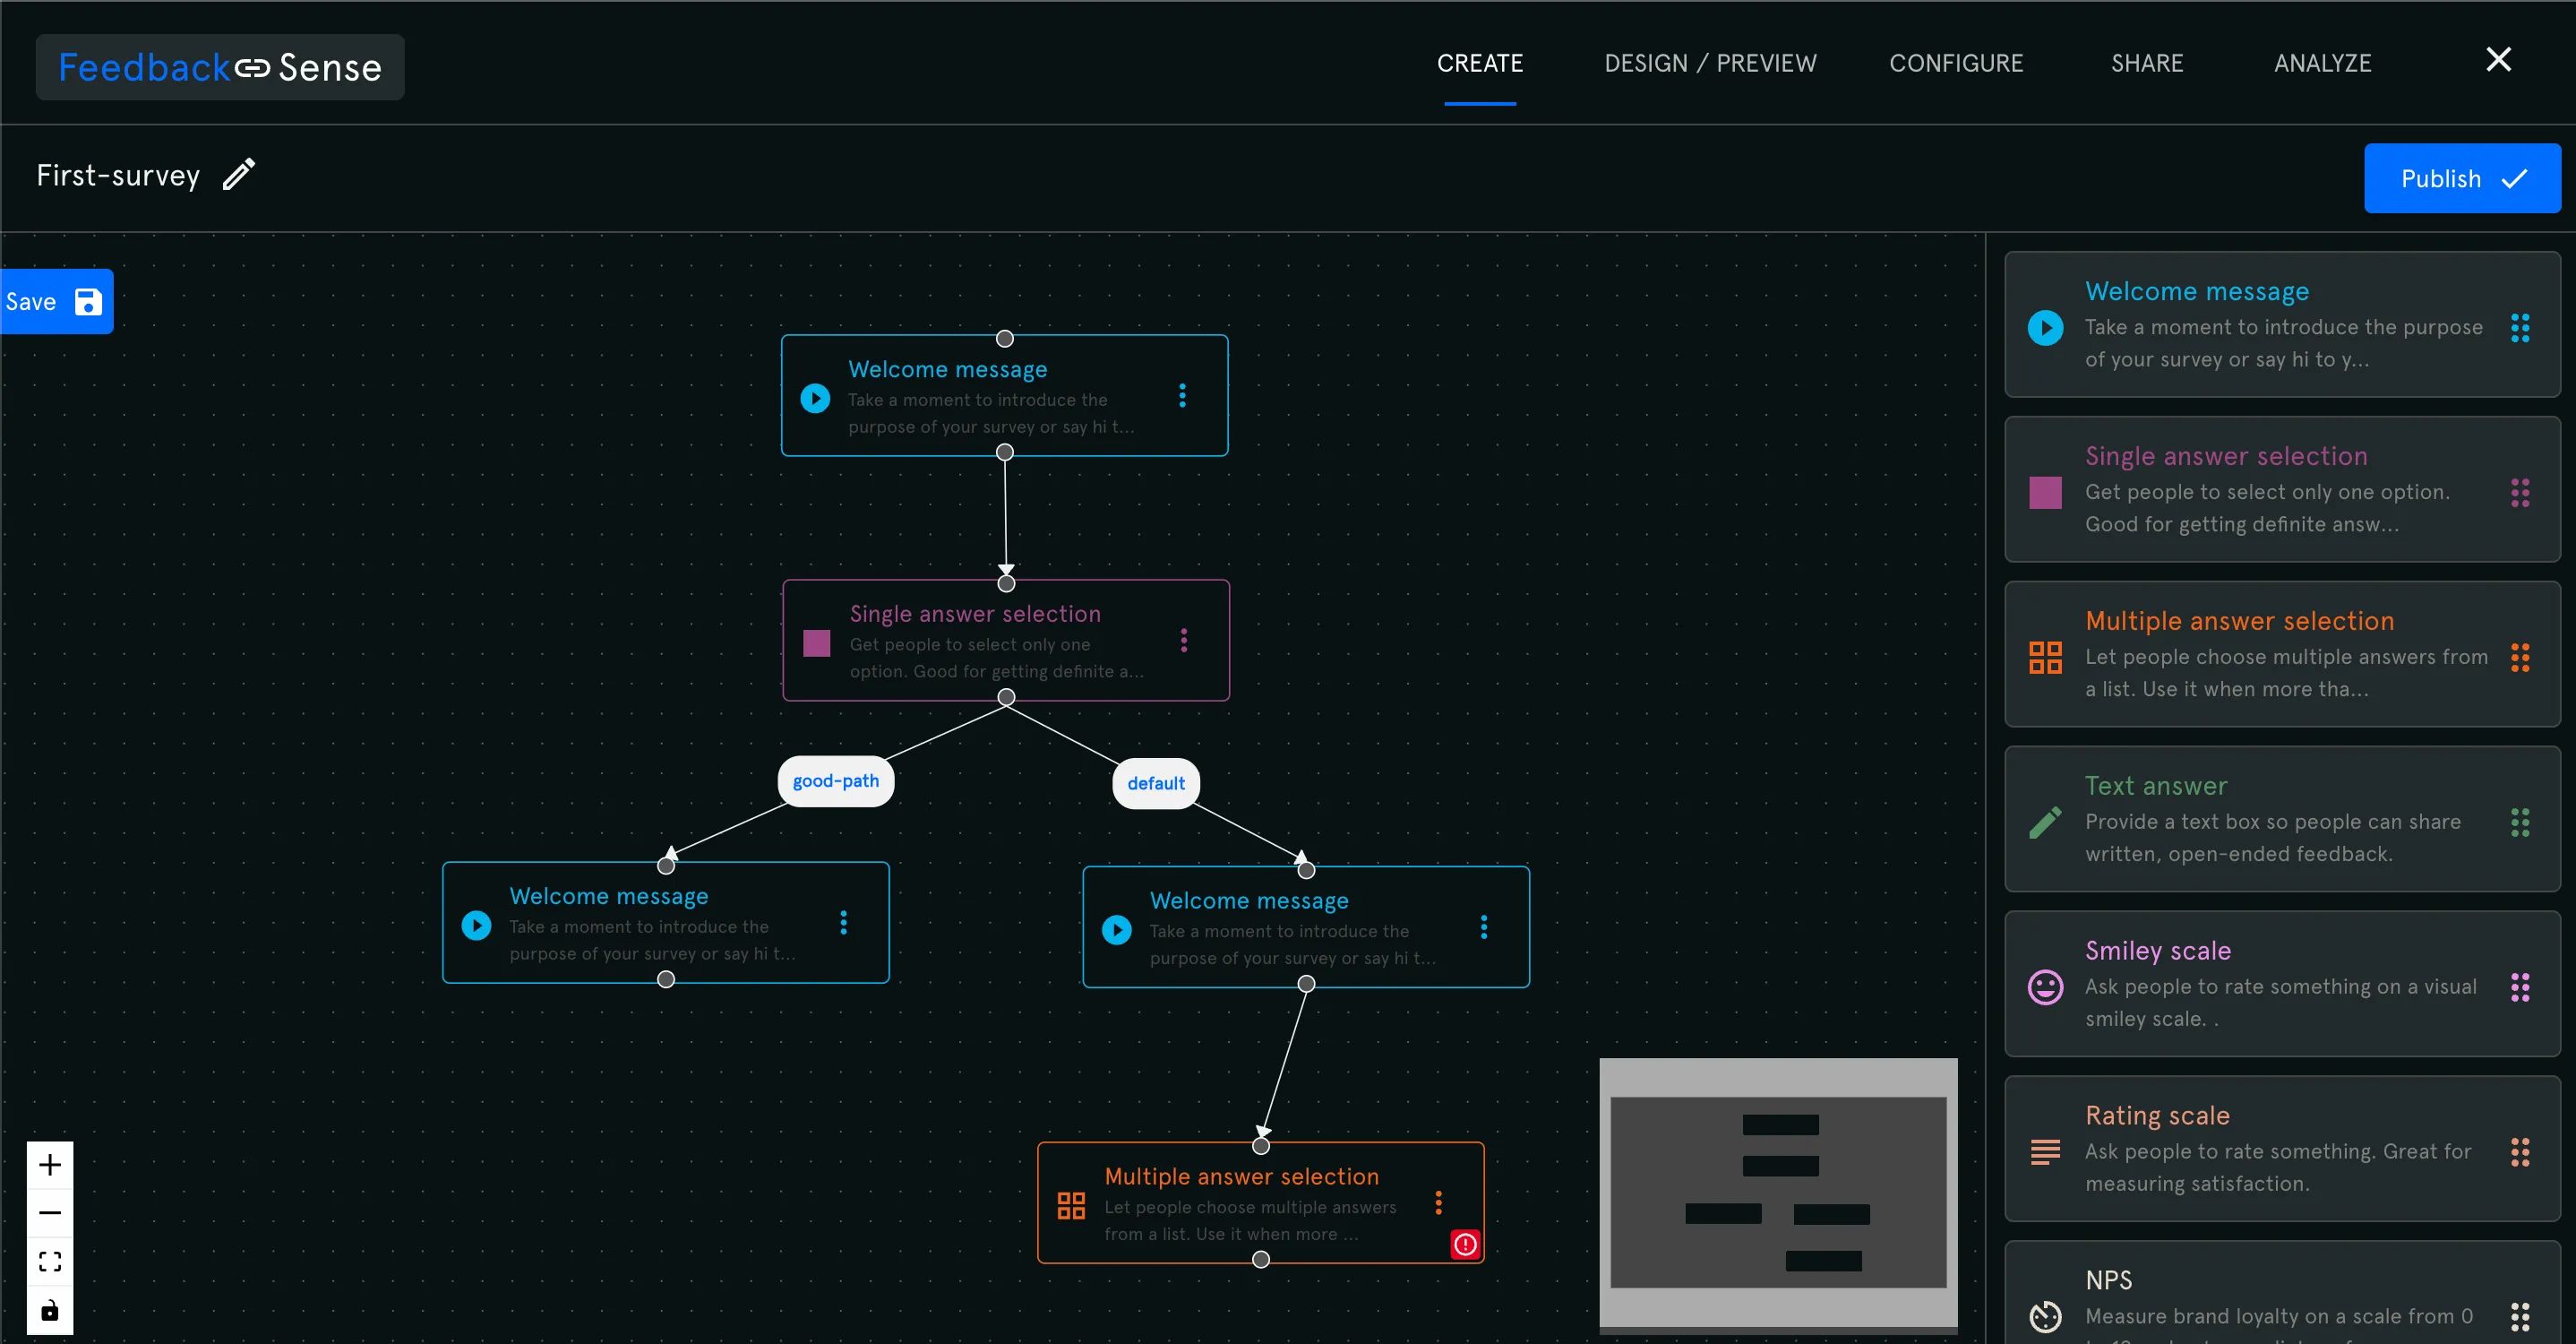 Feedback Sense
CREATE
DESIGN / PREVIEW
CONFIGURE
SHARE
ANALYZE
First-survey
Publish
Save
Welcome message
Take a moment to introduce the
purpose of your survey or say hi t...
Single answer selection
Get people to select only one
option. Good for getting definite a...
good-path
default
Welcome message
Take a moment to introduce the
purpose of your survey or say hi t...
Welcome message
Take a moment to introduce the
purpose of your survey or say hi t...
Multiple answer selection
Let people choose multiple answers
from a list. Use it when more ...
Welcome message
Take a moment to introduce the purpose
of your survey or say hi to y...
Single answer selection
Get people to select only one option.
Good for getting definite answ...
Multiple answer selection
Let people choose multiple answers from
a list. Use it when more tha...
Text answer
Provide a text box so people can share
written, open-ended feedback.
Smiley scale
Ask people to rate something on a visual
smiley scale. .
Rating scale
Ask people to rate something. Great for
measuring satisfaction.
NPS
Measure brand loyalty on a scale from 0